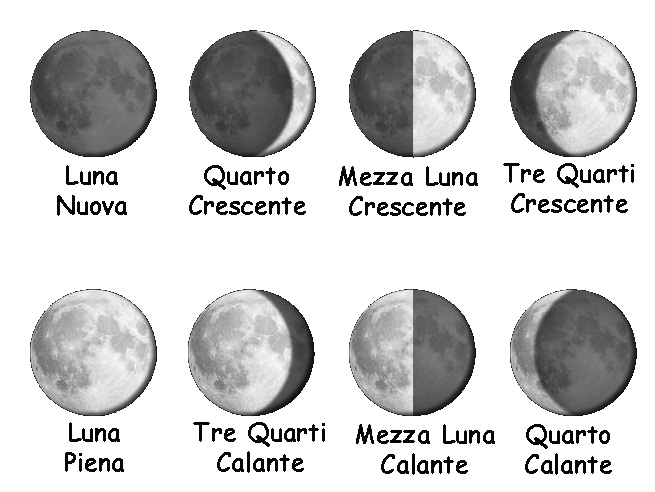 Luna
Nuova
Quarto
Crescente
Mezza Luna
Crescente
Tre Quarti
Crescente
Luna
Piena
Tre Quarti
Calante
Mezza Luna
Calante
Quarto
Calante